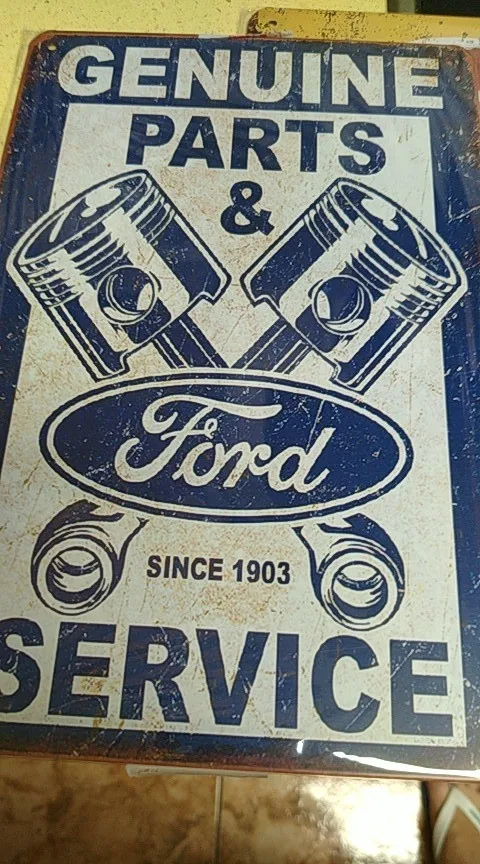 GENUINE
PARTS
&
Ford
SINCE 1903
SERVICE